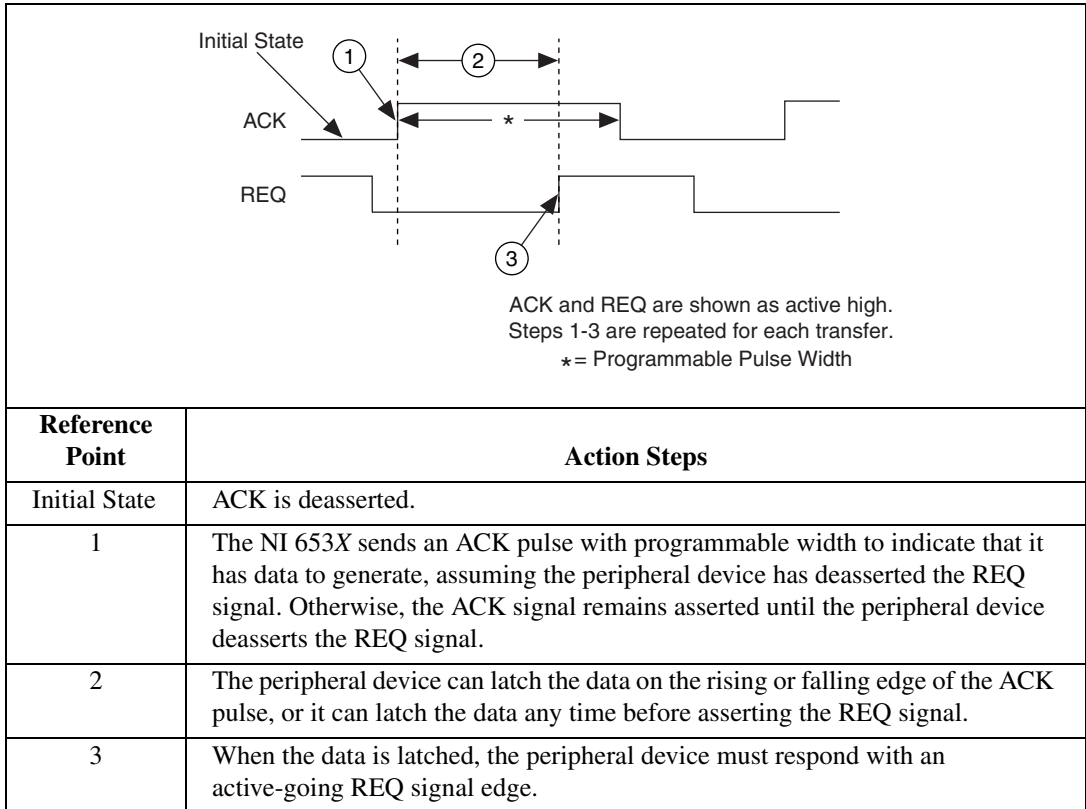 Initial State
1
2
ACK
*
REQ
3
ACK and REQ are shown as active high.
Steps 1-3 are repeated for each transfer.
*= Programmable Pulse Width
Reference
Point
Action Steps
Initial State
ACK is deasserted.
1
The NI 653X sends an ACK pulse with programmable width to indicate that it
has data to generate, assuming the peripheral device has deasserted the REQ
signal. Otherwise, the ACK signal remains asserted until the peripheral device
deasserts the REQ signal.
2
The peripheral device can latch the data on the rising or falling edge of the ACK
pulse, or it can latch the data any time before asserting the REQ signal.
3
When the data is latched, the peripheral device must respond with an
active-going REQ signal edge.